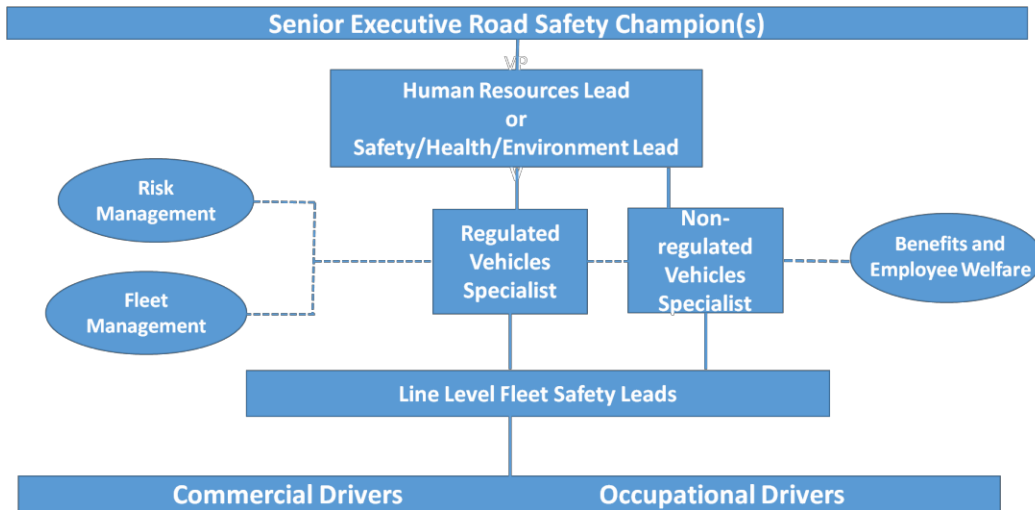 Senior Executive Road Safety Champion(s)
VP
Human Resources Lead
or
Safety/Health/Environment Lead
Risk
Management
Regulated
Vehicles
Specialist
Non-
regulated
Vehicles
Specialist
Benefits and
Employee Welfare
Fleet
Management
Line Level Fleet Safety Leads
Commercial Drivers
Occupational Drivers